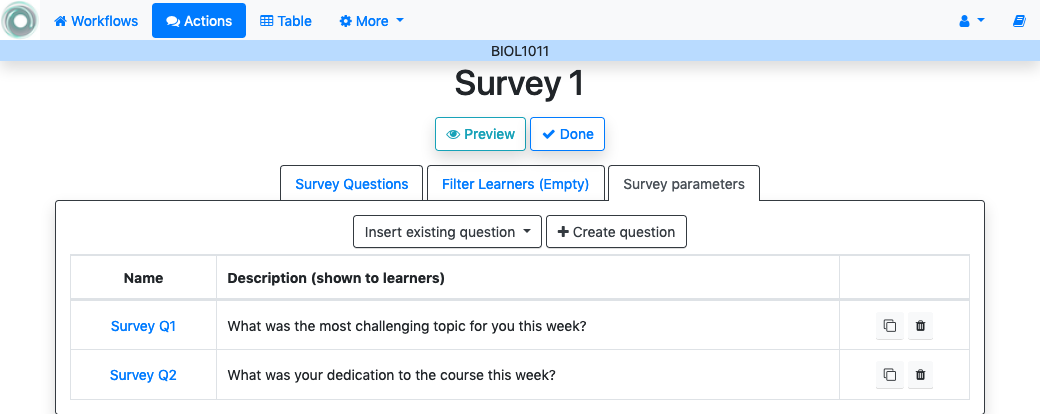 Workflows Actions Table More
BIOL1011
Survey 1
Preview Done
Survey Questions Filter Learners (Empty) Survey parameters
Insert existing question Create question
Name Description (shown to learners)
Survey Q1 What was the most challenging topic for you this week?
Survey Q2 What was your dedication to the course this week?